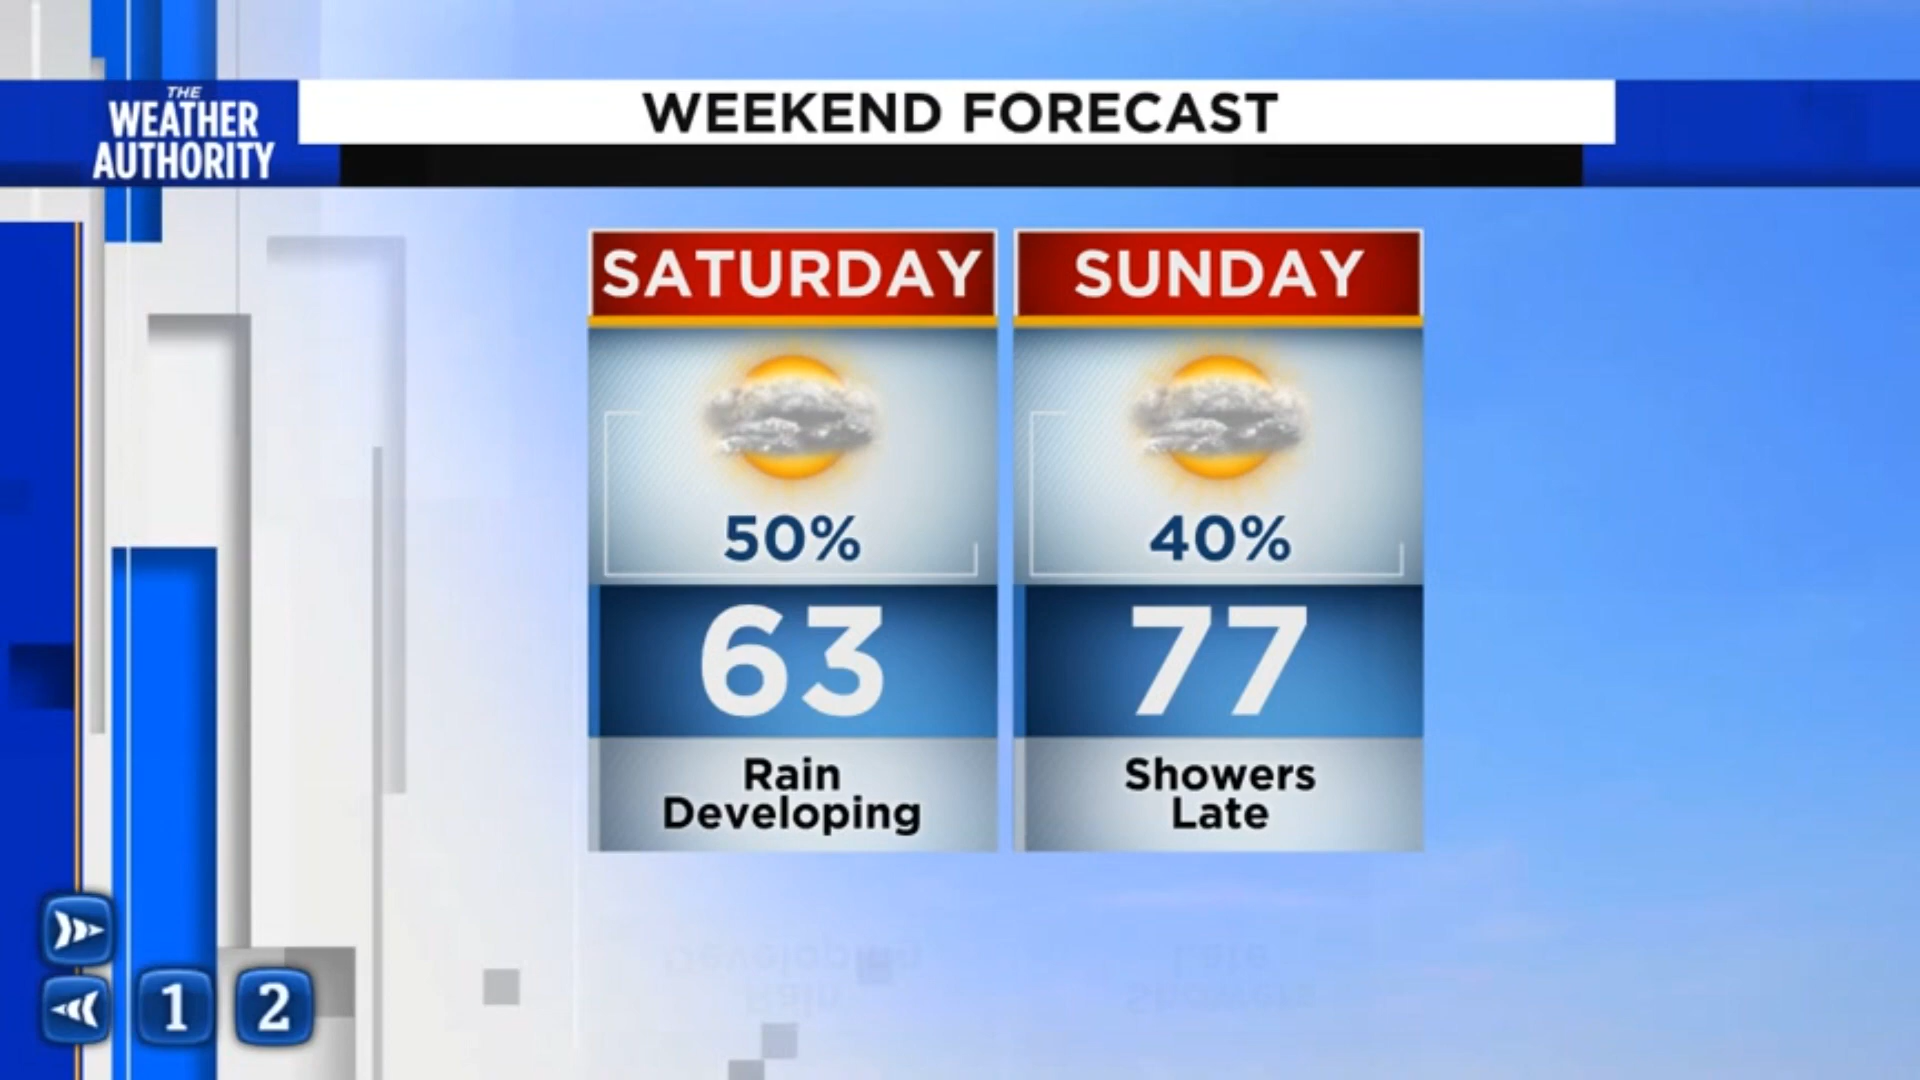 THE
WEATHER
AUTHORITY
WEEKEND FORECAST
SATURDAY
50%
63
Rain
Developing
SUNDAY
40%
77
Showers
Late
1
2